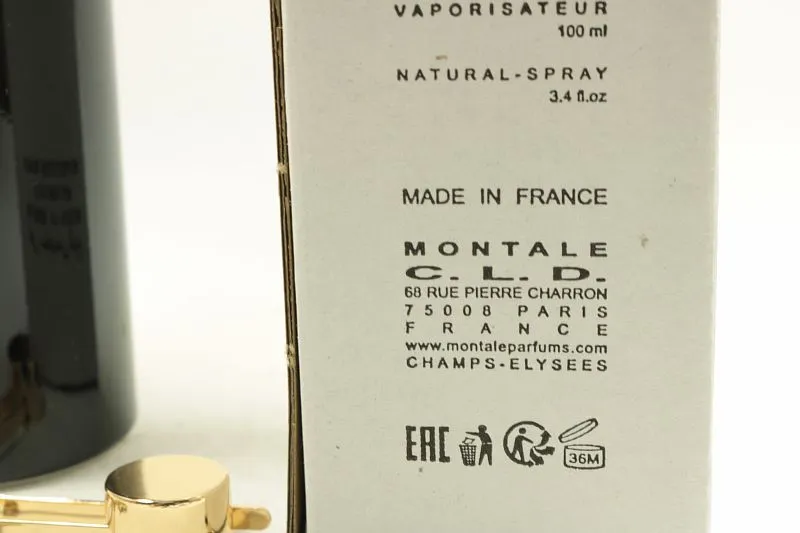 VAPORISATEUR
100 ml
NATURAL-SPRAY
3.4 fl.oz
MADE IN FRANCE
MONTALE
C. L. D.
68 RUE PIERRE CHARRON
75008 PARIS
FRANCE
www.montaleparfums.com
CHAMPS-ELYSEES
EAC
36M